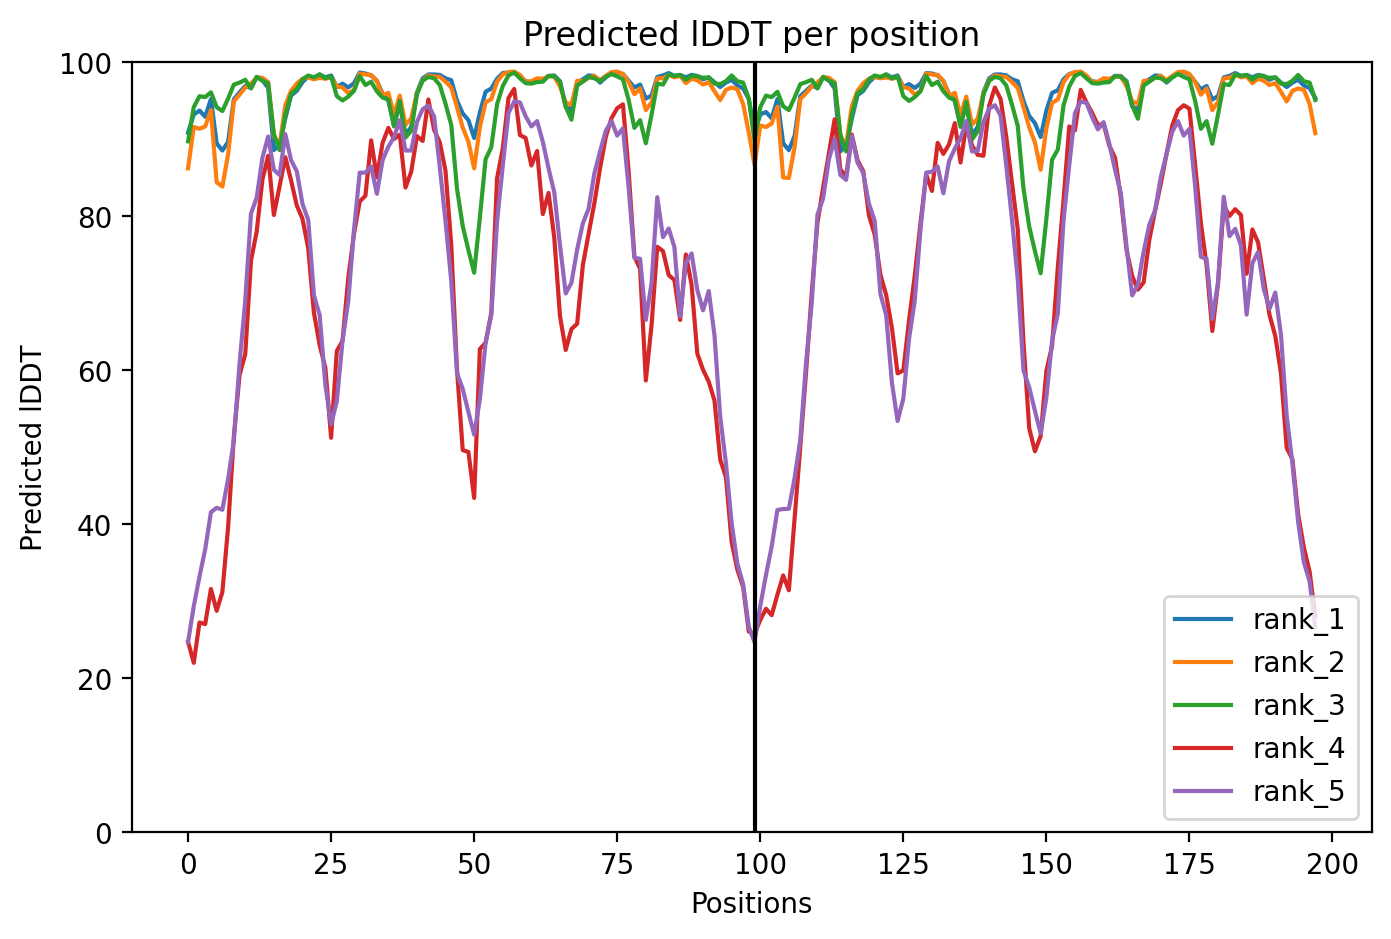 Predicted lDDT per position
Predicted lDDT
100
80
60
40
20
0
0 25 50 75 100 125 150 175 200
Positions
rank_1
rank_2
rank_3
rank_4
rank_5